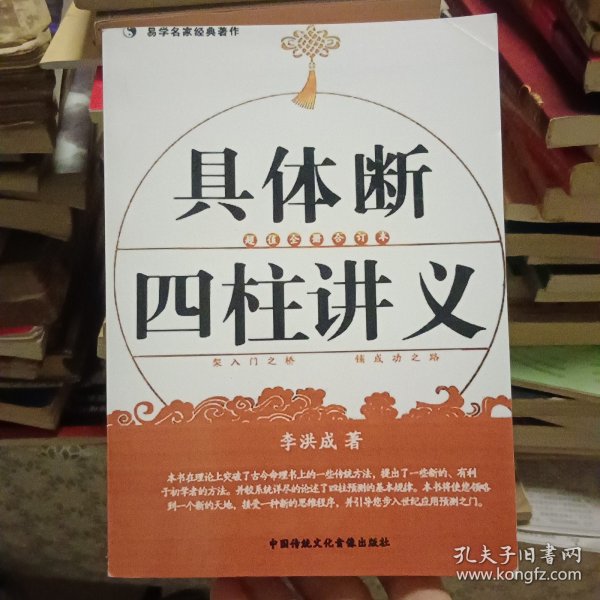 易学名家经典著作
具体断
超值全新合订本
四柱讲义
架入门之桥 铺成功之路
李洪成 著
本书在理论上突破了古今命理书上的一些传统方法，提出了一些新的、有利
于初学者的方法。并较系统详尽的论述了四柱预测的基本规律。本书将使您领略
到一个新的天地，接受一种新的思维程序，并引导您步入世纪应用预测之门。
中国传统文化音像出版社
孔夫子旧书网
www.kongfz.com